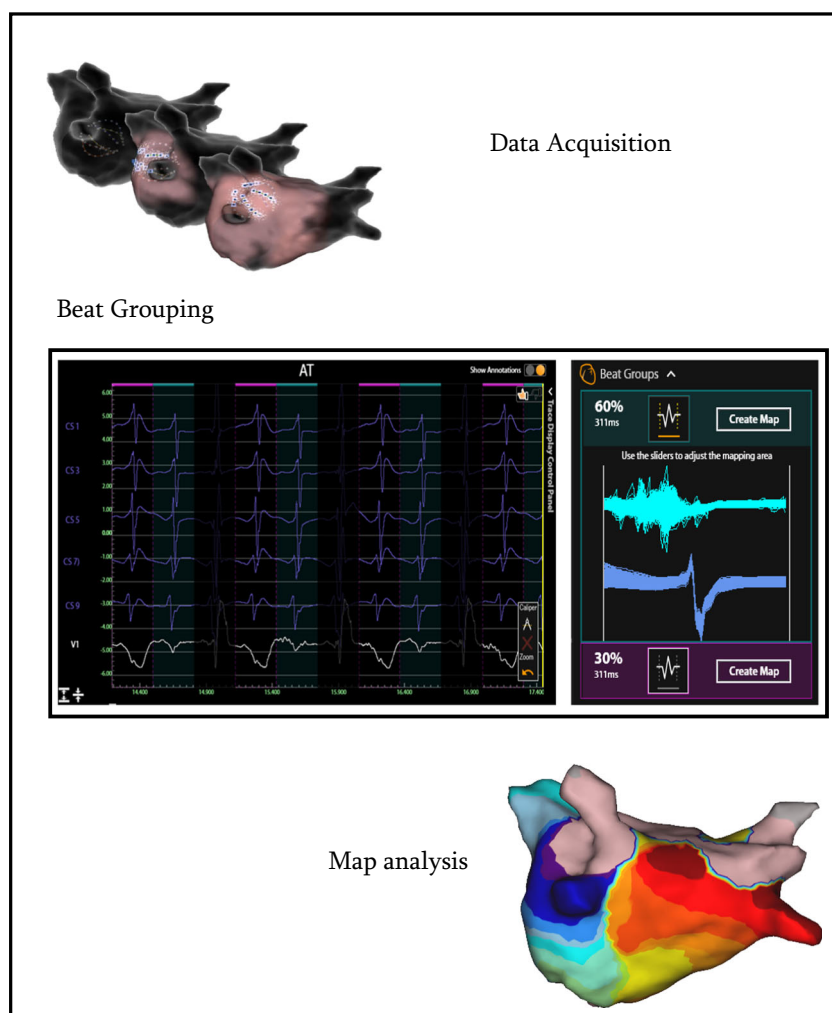 Data Acquisition
Beat Grouping
AT
Show Annotations
Trace Display Control Panel
6.00
5.00
4.00
3.00
2.00
1.00
0.00
-1.00
-2.00
-3.00
-4.00
-5.00
-6.00
CS 1
CS 3
CS 5
CS 7)
CS 9
V1
Caliper
Zoom
14,400
14,900
15,400
15,900
16,400
16,900
17,400
Beat Groups
60%
311ms
Create Map
Use the sliders to adjust the mapping area
30%
311ms
Create Map
Map analysis